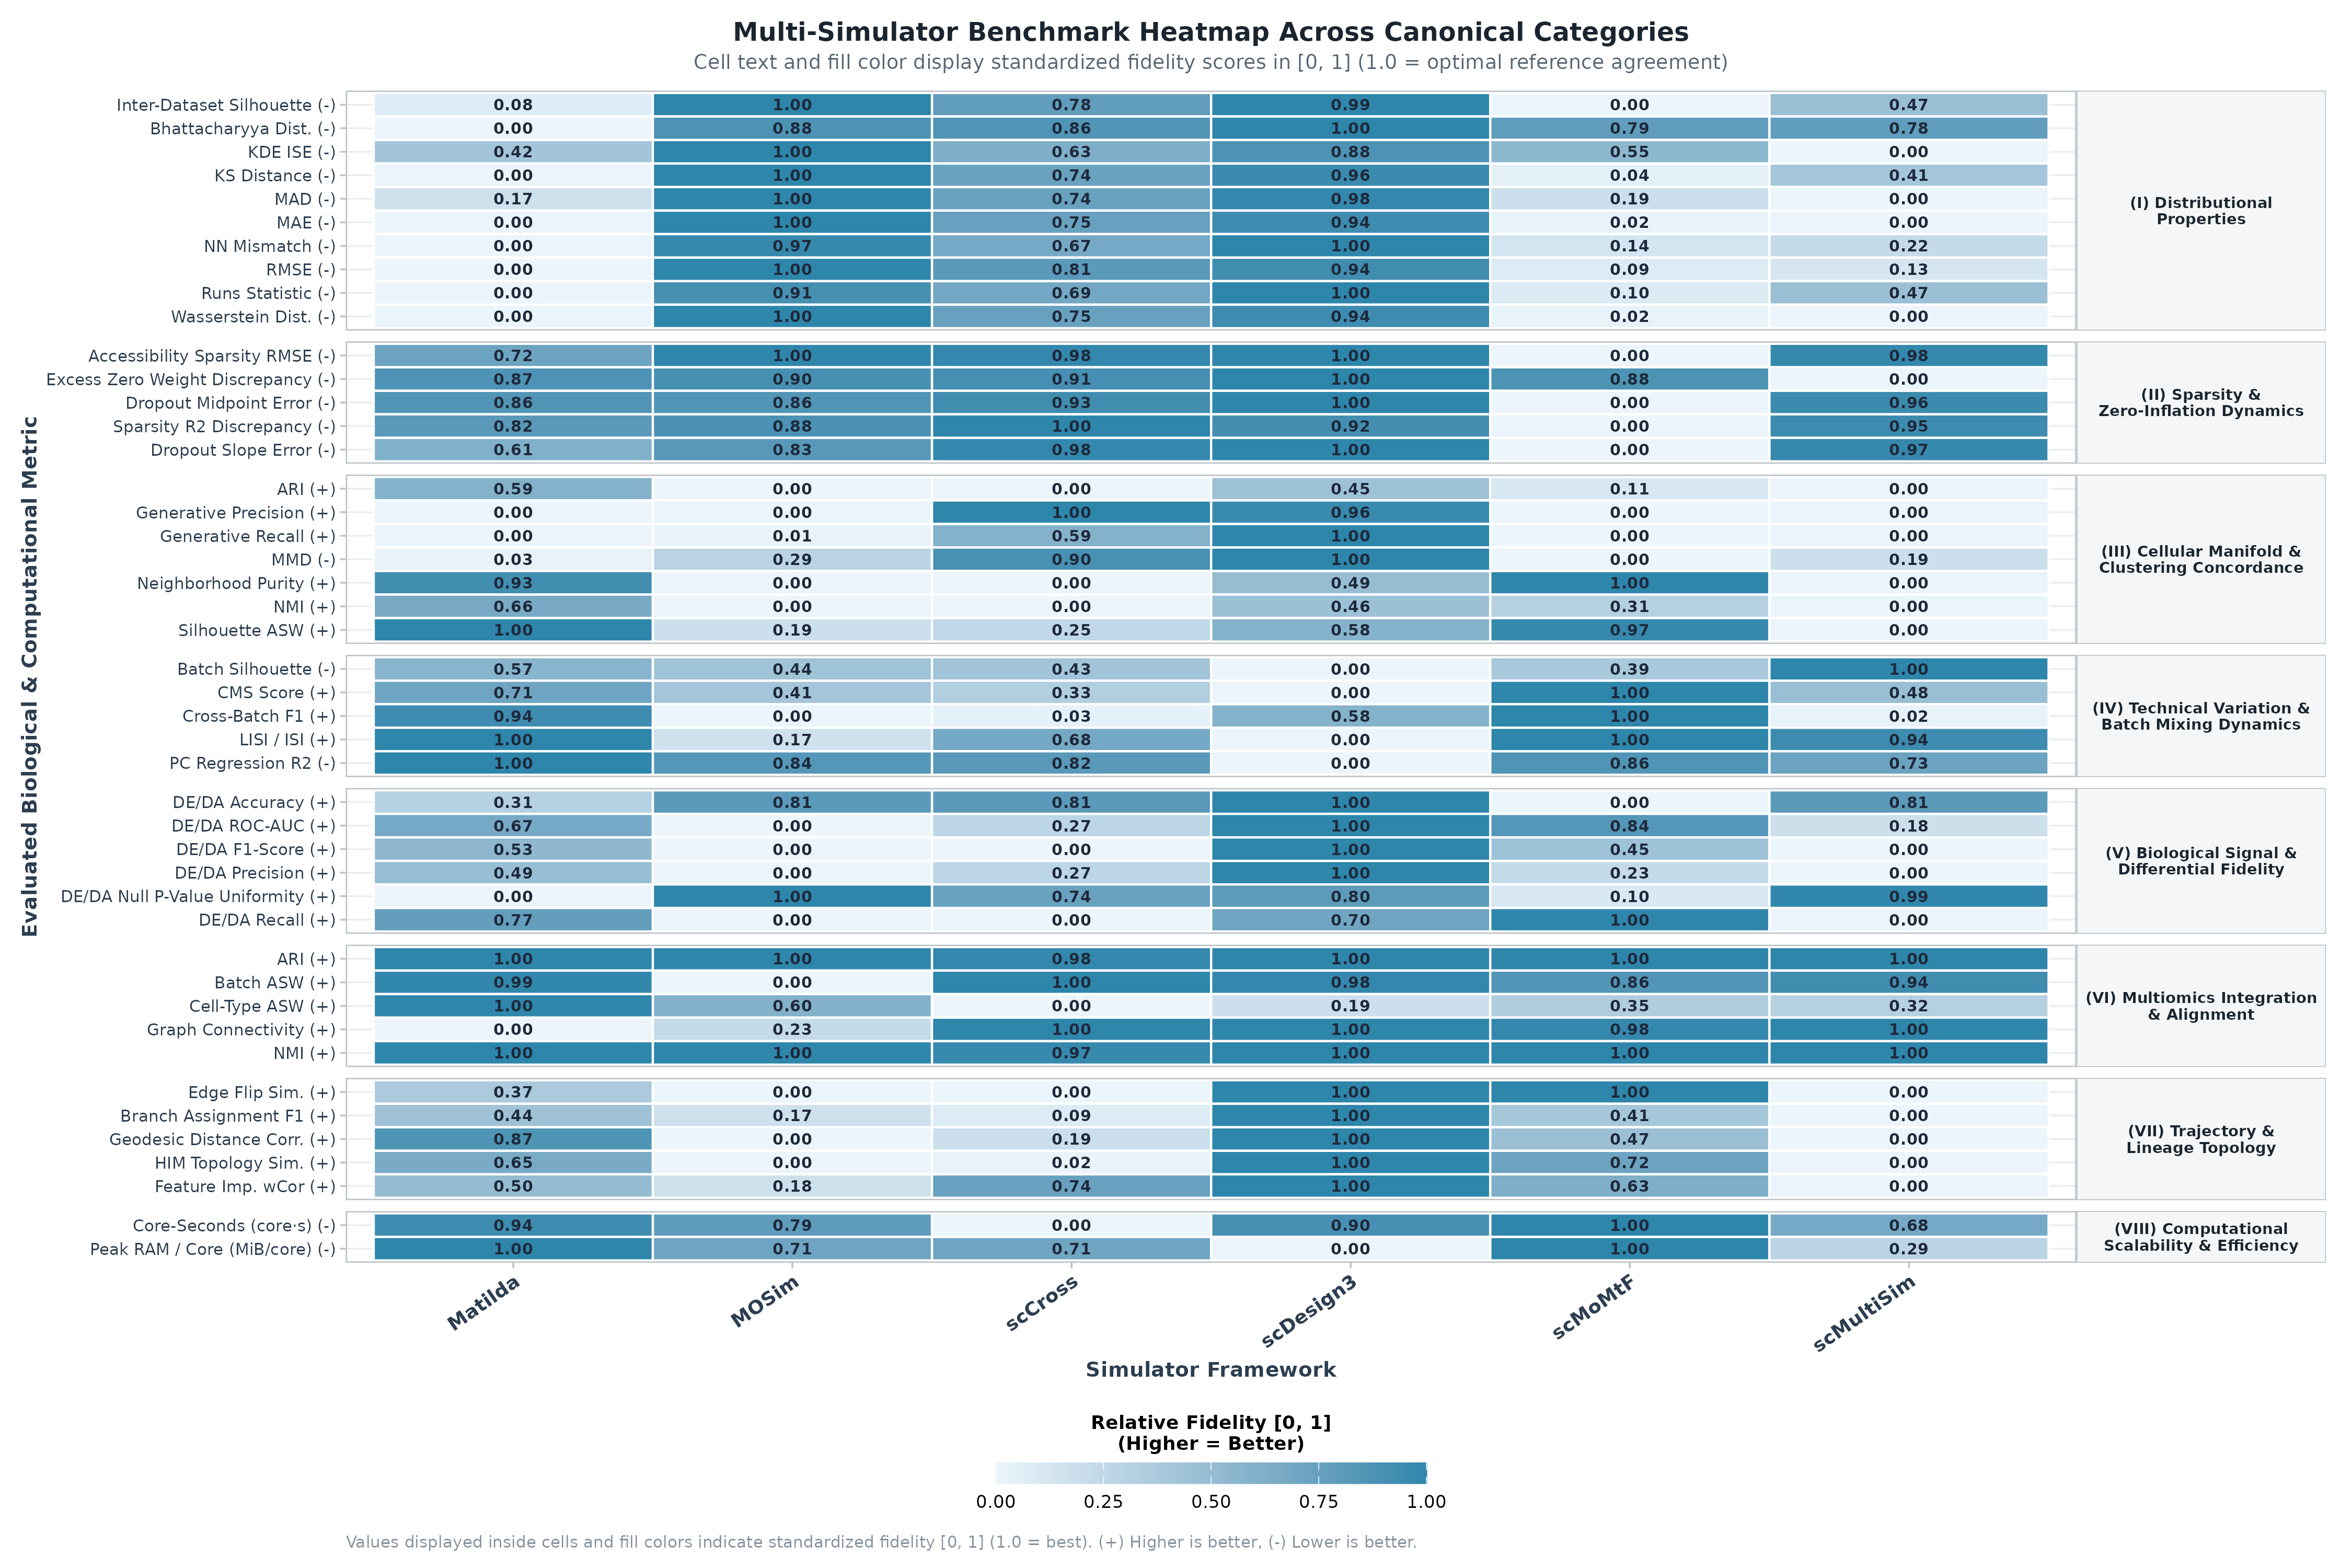 Multi-Simulator Benchmark Heatmap Across Canonical Categories
Cell text and fill color display standardized fidelity scores in [0, 1] (1.0 = optimal reference agreement)
Evaluated Biological & Computational Metric
Inter-Dataset Silhouette (-) 0.08 1.00 0.78 0.99 0.00 0.47
Bhattacharyya Dist. (-) 0.00 0.88 0.86 1.00 0.79 0.78
KDE ISE (-) 0.42 1.00 0.63 0.88 0.55 0.00
KS Distance (-) 0.00 1.00 0.74 0.96 0.04 0.41
MAD (-) 0.17 1.00 0.74 0.98 0.19 0.00
MAE (-) 0.00 1.00 0.75 0.94 0.02 0.00
NN Mismatch (-) 0.00 0.97 0.67 1.00 0.14 0.22
RMSE (-) 0.00 1.00 0.81 0.94 0.09 0.13
Runs Statistic (-) 0.00 0.91 0.69 1.00 0.10 0.47
Wasserstein Dist. (-) 0.00 1.00 0.75 0.94 0.02 0.00
(I) Distributional
Properties
Accessibility Sparsity RMSE (-) 0.72 1.00 0.98 1.00 0.00 0.98
Excess Zero Weight Discrepancy (-) 0.87 0.90 0.91 1.00 0.88 0.00
Dropout Midpoint Error (-) 0.86 0.86 0.93 1.00 0.00 0.96
Sparsity R2 Discrepancy (-) 0.82 0.88 1.00 0.92 0.00 0.95
Dropout Slope Error (-) 0.61 0.83 0.98 1.00 0.00 0.97
(II) Sparsity &
Zero-Inflation Dynamics
ARI (+) 0.59 0.00 0.00 0.45 0.11 0.00
Generative Precision (+) 0.00 0.00 1.00 0.96 0.00 0.00
Generative Recall (+) 0.00 0.01 0.59 1.00 0.00 0.00
MMD (-) 0.03 0.29 0.90 1.00 0.00 0.19
Neighborhood Purity (+) 0.93 0.00 0.00 0.49 1.00 0.00
NMI (+) 0.66 0.00 0.00 0.46 0.31 0.00
Silhouette ASW (+) 1.00 0.19 0.25 0.58 0.97 0.00
(III) Cellular Manifold &
Clustering Concordance
Batch Silhouette (-) 0.57 0.44 0.43 0.00 0.39 1.00
CMS Score (+) 0.71 0.41 0.33 0.00 1.00 0.48
Cross-Batch F1 (+) 0.94 0.00 0.03 0.58 1.00 0.02
LISI / ISI (+) 1.00 0.17 0.68 0.00 1.00 0.94
PC Regression R2 (-) 1.00 0.84 0.82 0.00 0.86 0.73
(IV) Technical Variation &
Batch Mixing Dynamics
DE/DA Accuracy (+) 0.31 0.81 0.81 1.00 0.00 0.81
DE/DA ROC-AUC (+) 0.67 0.00 0.27 1.00 0.84 0.18
DE/DA F1-Score (+) 0.53 0.00 0.00 1.00 0.45 0.00
DE/DA Precision (+) 0.49 0.00 0.27 1.00 0.23 0.00
DE/DA Null P-Value Uniformity (+) 0.00 1.00 0.74 0.80 0.10 0.99
DE/DA Recall (+) 0.77 0.00 0.00 0.70 1.00 0.00
(V) Biological Signal &
Differential Fidelity
ARI (+) 1.00 1.00 0.98 1.00 1.00 1.00
Batch ASW (+) 0.99 0.00 1.00 0.98 0.86 0.94
Cell-Type ASW (+) 1.00 0.60 0.00 0.19 0.35 0.32
Graph Connectivity (+) 0.00 0.23 1.00 1.00 0.98 1.00
NMI (+) 1.00 1.00 0.97 1.00 1.00 1.00
(VI) Multiomics Integration
& Alignment
Edge Flip Sim. (+) 0.37 0.00 0.00 1.00 1.00 0.00
Branch Assignment F1 (+) 0.44 0.17 0.09 1.00 0.41 0.00
Geodesic Distance Corr. (+) 0.87 0.00 0.19 1.00 0.47 0.00
HIM Topology Sim. (+) 0.65 0.00 0.02 1.00 0.72 0.00
Feature Imp. wCor (+) 0.50 0.18 0.74 1.00 0.63 0.00
(VII) Trajectory &
Lineage Topology
Core-Seconds (core·s) (-) 0.94 0.79 0.00 0.90 1.00 0.68
Peak RAM / Core (MiB/core) (-) 1.00 0.71 0.71 0.00 1.00 0.29
(VIII) Computational
Scalability & Efficiency
Matilda MOSim scCross scDesign3 scMoMtF scMultiSim
Simulator Framework
Relative Fidelity [0, 1]
(Higher = Better)
0.00 0.25 0.50 0.75 1.00
Values displayed inside cells and fill colors indicate standardized fidelity [0, 1] (1.0 = best). (+) Higher is better, (-) Lower is better.